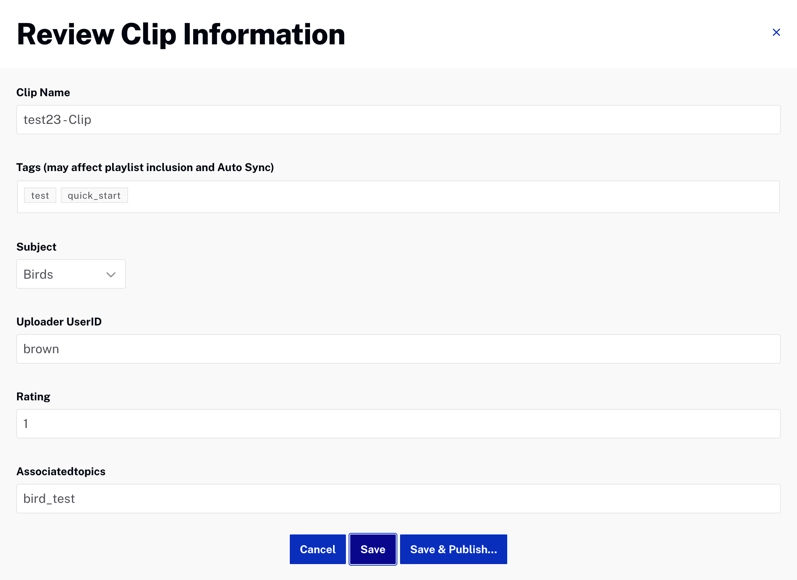 Review Clip Information
×
Clip Name
test23 - Clip
Tags (may affect playlist inclusion and Auto Sync)
test quick_start
Subject
Birds
Uploader UserID
brown
Rating
1
Associatedtopics
bird_test
Cancel Save Save & Publish...